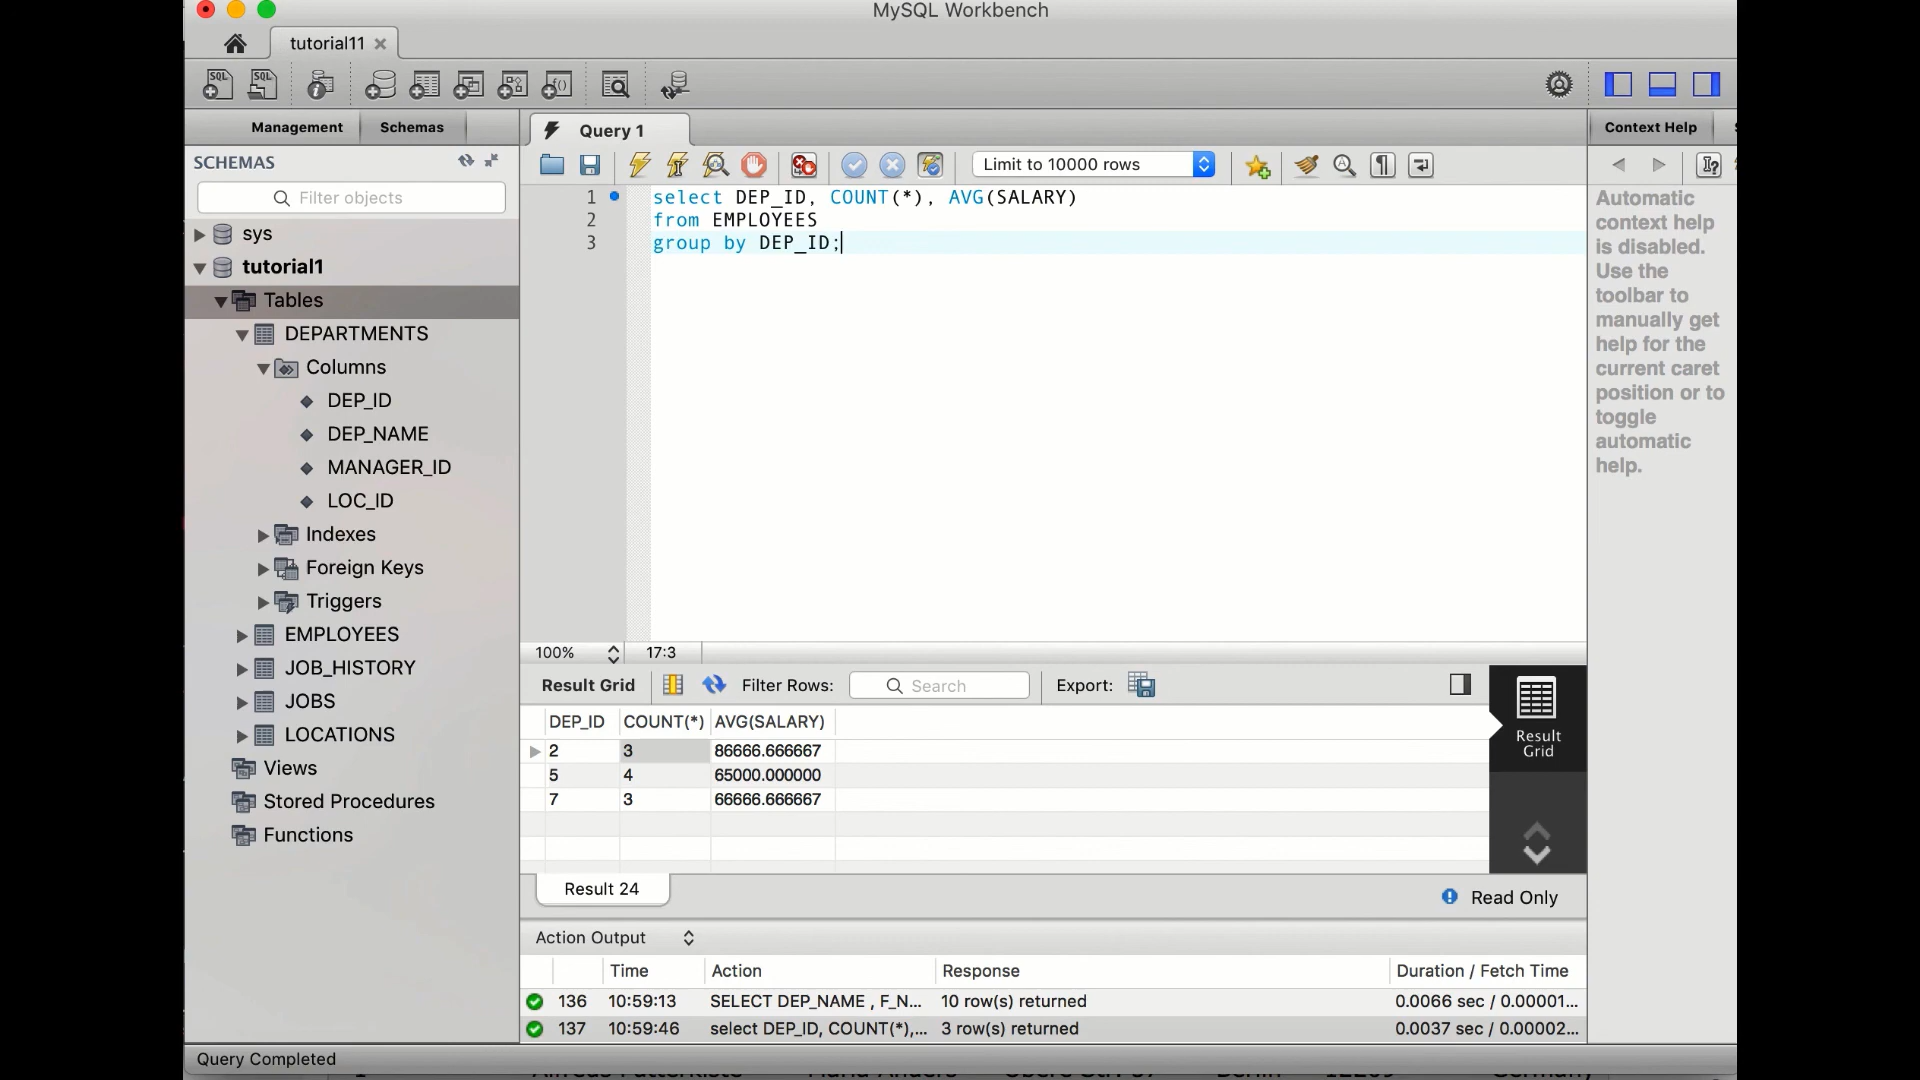 MySQL Workbench
tutorial11
SQL SQL
Management Schemas
SCHEMAS
Filter objects
sys
tutorial1
Tables
DEPARTMENTS
Columns
DEP_ID
DEP_NAME
MANAGER_ID
LOC_ID
Indexes
Foreign Keys
Triggers
EMPLOYEES
JOB_HISTORY
JOBS
LOCATIONS
Views
Stored Procedures
Functions
Query 1
Limit to 10000 rows
1 select DEP_ID, COUNT(*), AVG(SALARY)
2 from EMPLOYEES
3 group by DEP_ID;
100% 17:3
Result Grid Filter Rows: Search Export:
DEP_ID COUNT(*) AVG(SALARY)
2 3 86666.666667
5 4 65000.000000
7 3 66666.666667
Result
Grid
Result 24
Read Only
Action Output
Time Action Response Duration / Fetch Time
136 10:59:13 SELECT DEP_NAME , F_N... 10 row(s) returned 0.0066 sec / 0.00001...
137 10:59:46 select DEP_ID, COUNT(*),... 3 row(s) returned 0.0037 sec / 0.00002...
Query Completed
Context Help
Automatic
context help
is disabled.
Use the
toolbar to
manually get
help for the
current caret
position or to
toggle
automatic
help.